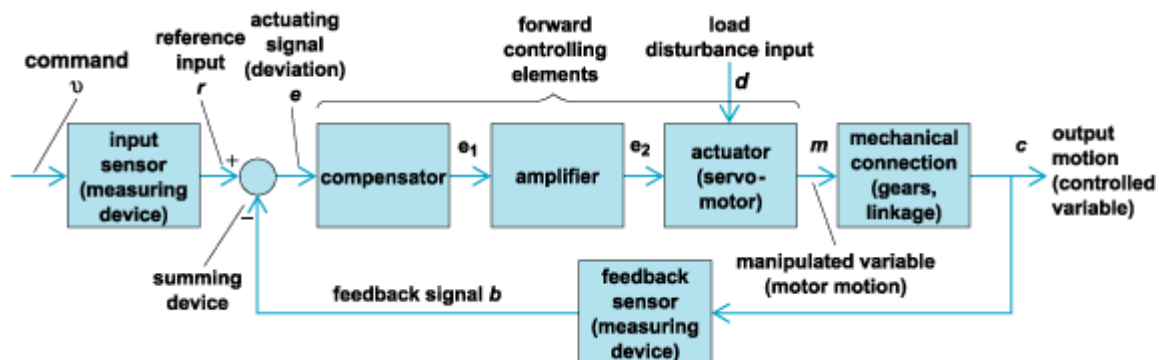 command
υ
reference
input
r
actuating
signal
(deviation)
e
forward
controlling
elements
load
disturbance input
d
input
sensor
(measuring
device)
+
−
compensator
e₁
amplifier
e₂
actuator
(servo-
motor)
m
mechanical
connection
(gears,
linkage)
c
output
motion
(controlled
variable)
summing
device
feedback signal b
feedback
sensor
(measuring
device)
manipulated variable
(motor motion)